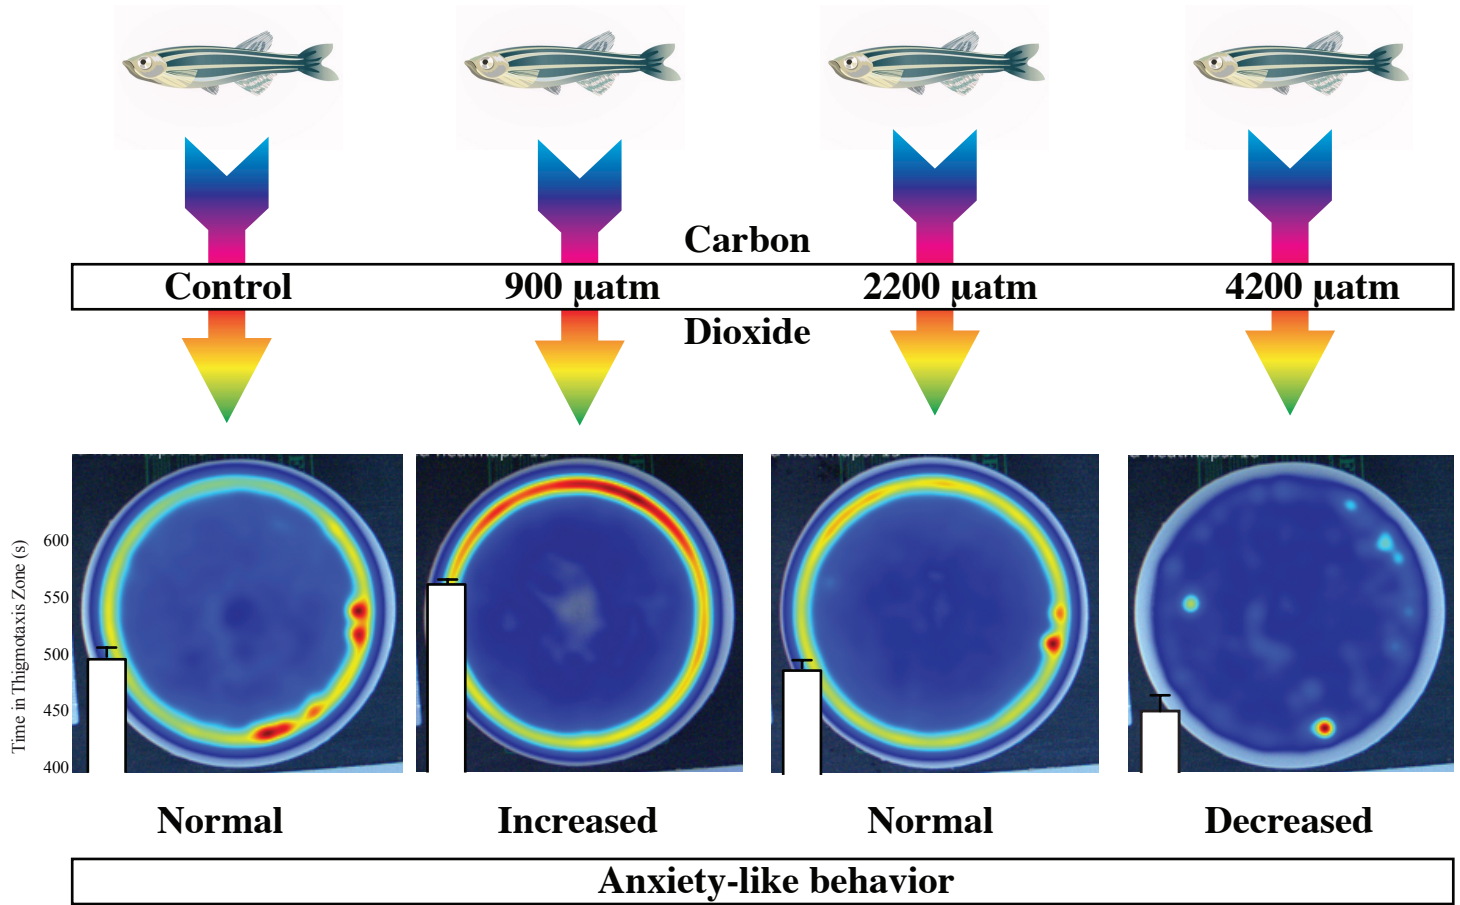 Carbon
Control 900 µatm 2200 µatm 4200 µatm
Dioxide
Time in Thigmotaxis Zone (s)
600
550
500
450
400
Normal Increased Normal Decreased
Anxiety-like behavior